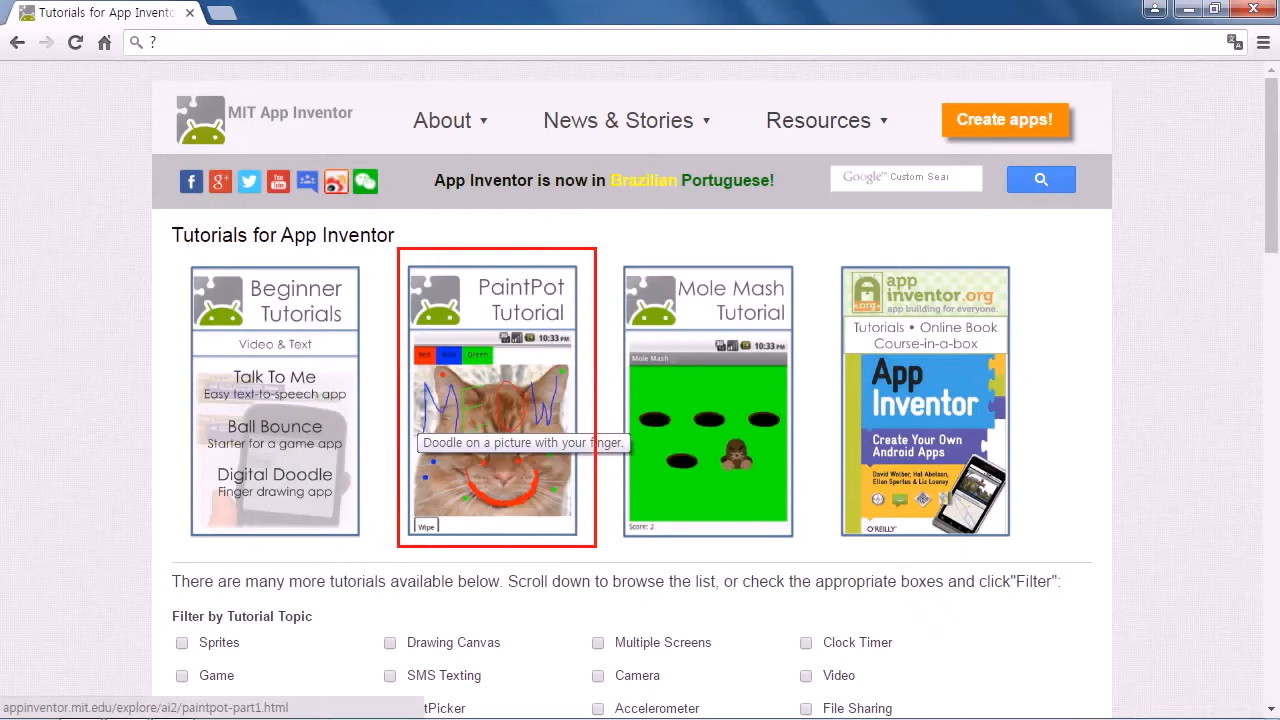 Tutorials for App Invento
?
MIT App Inventor
About
News & Stories
Resources
Create apps!
App Inventor is now in Brazilian Portuguese!
Google™ Custom Sear
Tutorials for App Inventor
Beginner
Tutorials
Video & Text
Talk To Me
Easy text-to-speech app
Ball Bounce
Starter for a game app
Digital Doodle
Finger drawing app
PaintPot
Tutorial
10:33 PM
Red Blue Green
Doodle on a picture with your finger.
Wipe
Mole Mash
Tutorial
10:33 PM
Mole Mash
Score: 2
app
inventor.org
app building for everyone.
Tutorials • Online Book
Course-in-a-box
App
Inventor
Create Your Own
Android Apps
David Wolber, Hal Abelson,
Ellen Spertus & Liz Looney
O'REILLY
There are many more tutorials available below. Scroll down to browse the list, or check the appropriate boxes and click"Filter":
Filter by Tutorial Topic
Sprites
Drawing Canvas
Multiple Screens
Clock Timer
Game
SMS Texting
Camera
Video
tPicker
Accelerometer
File Sharing
appinventor.mit.edu/explore/ai2/paintpot-part1.html